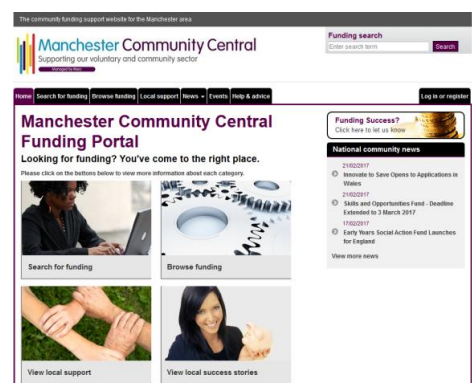 The community funding support website for the Manchester area
Manchester Community Central
Supporting our voluntary and community sector
Managed by Macc
Funding search
Enter search term
Search
Home
Search for funding
Browse funding
Local support
News
Events
Help & advice
Log in or register
Manchester Community Central
Funding Portal
Looking for funding? You've come to the right place.
Please click on the buttons below to view more information about each category.
Search for funding
Browse funding
View local support
View local success stories
Funding Success?
Click here to let us know
National community news
21/02/2017
Innovate to Save Opens to Applications in
Wales
21/02/2017
Skills and Opportunities Fund - Deadline
Extended to 3 March 2017
17/02/2017
Early Years Social Action Fund Launches
for England
View more news